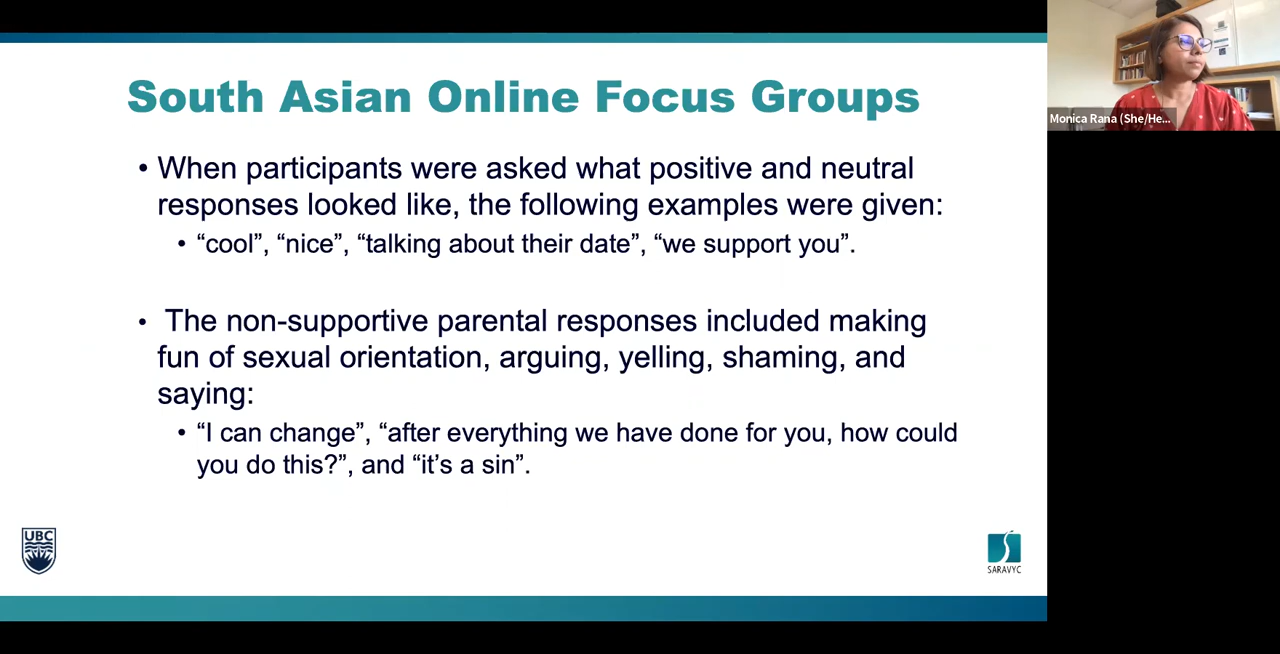 South Asian Online Focus Groups
• When participants were asked what positive and neutral
responses looked like, the following examples were given:
• “cool”, “nice”, “talking about their date”, “we support you”.
• The non-supportive parental responses included making
fun of sexual orientation, arguing, yelling, shaming, and
saying:
• “I can change”, “after everything we have done for you, how could
you do this?”, and “it’s a sin”.
UBC
SARAVYC
Monica Rana (She/He...